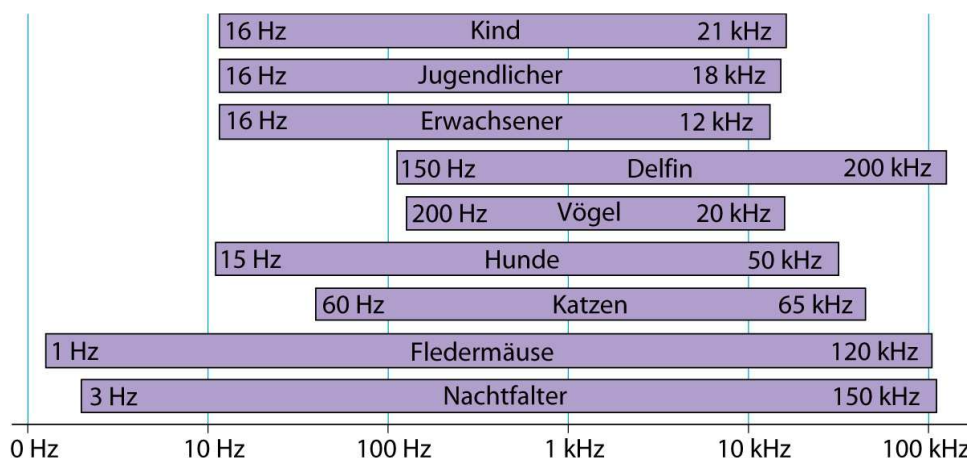 16 Hz Kind 21 kHz
16 Hz Jugendlicher 18 kHz
16 Hz Erwachsener 12 kHz
150 Hz Delfin 200 kHz
200 Hz Vögel 20 kHz
15 Hz Hunde 50 kHz
60 Hz Katzen 65 kHz
1 Hz Fledermäuse 120 kHz
3 Hz Nachtfalter 150 kHz
0 Hz 10 Hz 100 Hz 1 kHz 10 kHz 100 kHz